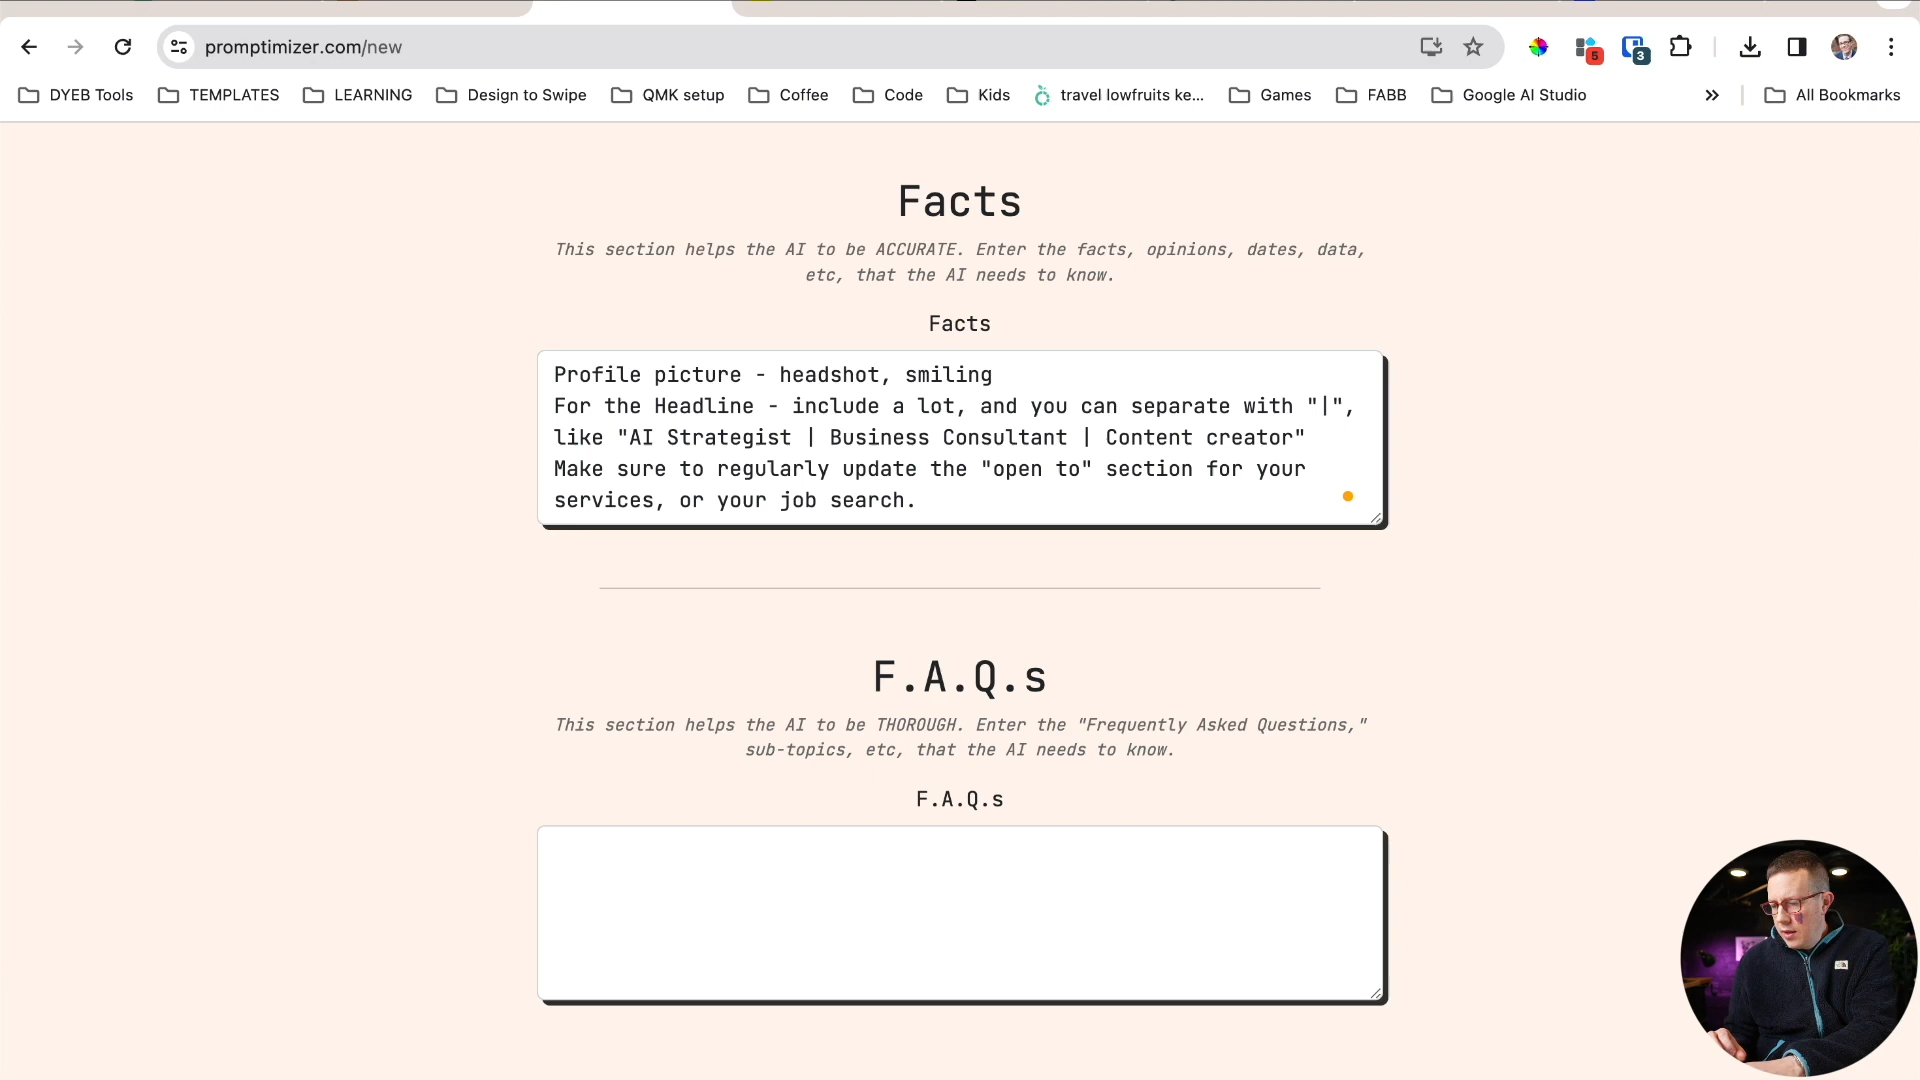 promptimizer.com/new
5
3
DYEB Tools
TEMPLATES
LEARNING
Design to Swipe
QMK setup
Coffee
Code
Kids
travel lowfruits ke...
Games
FABB
Google AI Studio
All Bookmarks
Facts
This section helps the AI to be ACCURATE. Enter the facts, opinions, dates, data,
etc, that the AI needs to know.
Facts
Profile picture - headshot, smiling
For the Headline - include a lot, and you can separate with "|",
like "AI Strategist | Business Consultant | Content creator"
Make sure to regularly update the "open to" section for your
services, or your job search.
F.A.Q.s
This section helps the AI to be THOROUGH. Enter the "Frequently Asked Questions,"
sub-topics, etc, that the AI needs to know.
F.A.Q.s